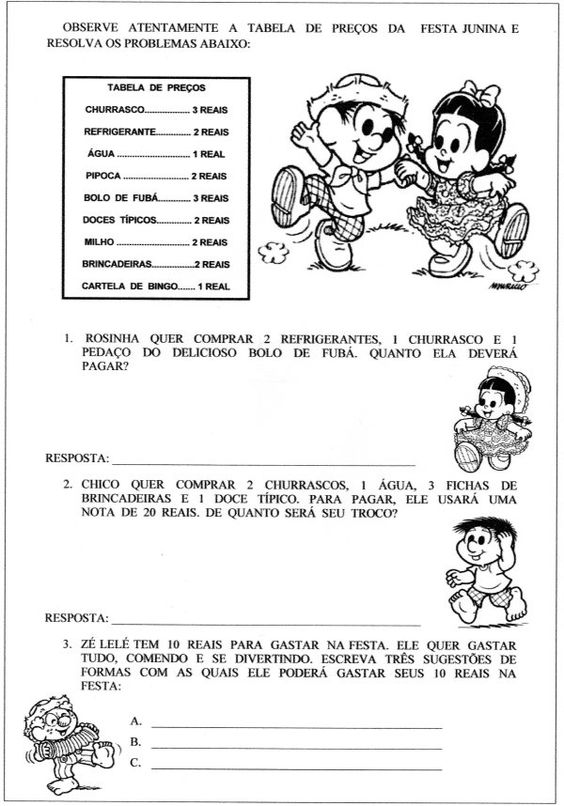 OBSERVE ATENTAMENTE A TABELA DE PREÇOS DA FESTA JUNINA E
RESOLVA OS PROBLEMAS ABAIXO:
TABELA DE PREÇOS
CHURRASCO.................. 3 REAIS
REFRIGERANTE.............. 2 REAIS
ÁGUA ............................. 1 REAL
PIPOCA .......................... 2 REAIS
BOLO DE FUBÁ............. 3 REAIS
DOCES TÍPICOS.............. 2 REAIS
MILHO ............................ 2 REAIS
BRINCADEIRAS.................2 REAIS
CARTELA DE BINGO....... 1 REAL
MAURICIO
1. ROSINHA QUER COMPRAR 2 REFRIGERANTES, 1 CHURRASCO E 1
PEDAÇO DO DELICIOSO BOLO DE FUBÁ. QUANTO ELA DEVERÁ
PAGAR?
RESPOSTA: ________________________________________________
2. CHICO QUER COMPRAR 2 CHURRASCOS, 1 ÁGUA, 3 FICHAS DE
BRINCADEIRAS E 1 DOCE TÍPICO. PARA PAGAR, ELE USARÁ UMA
NOTA DE 20 REAIS. DE QUANTO SERÁ SEU TROCO?
RESPOSTA: ________________________________________________
3. ZÉ LELÉ TEM 10 REAIS PARA GASTAR NA FESTA. ELE QUER GASTAR
TUDO, COMENDO E SE DIVERTINDO. ESCREVA TRÊS SUGESTÕES DE
FORMAS COM AS QUAIS ELE PODERÁ GASTAR SEUS 10 REAIS NA
FESTA:
A. ______________________________________________
B. ______________________________________________
C. ______________________________________________